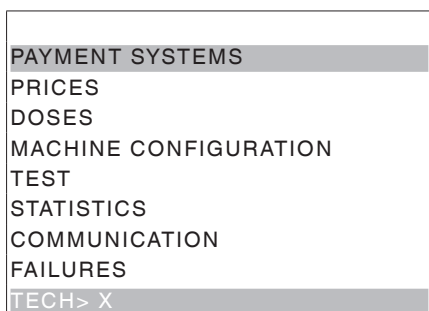 PAYMENT SYSTEMS
PRICES
DOSES
MACHINE CONFIGURATION
TEST
STATISTICS
COMMUNICATION
FAILURES
TECH> X